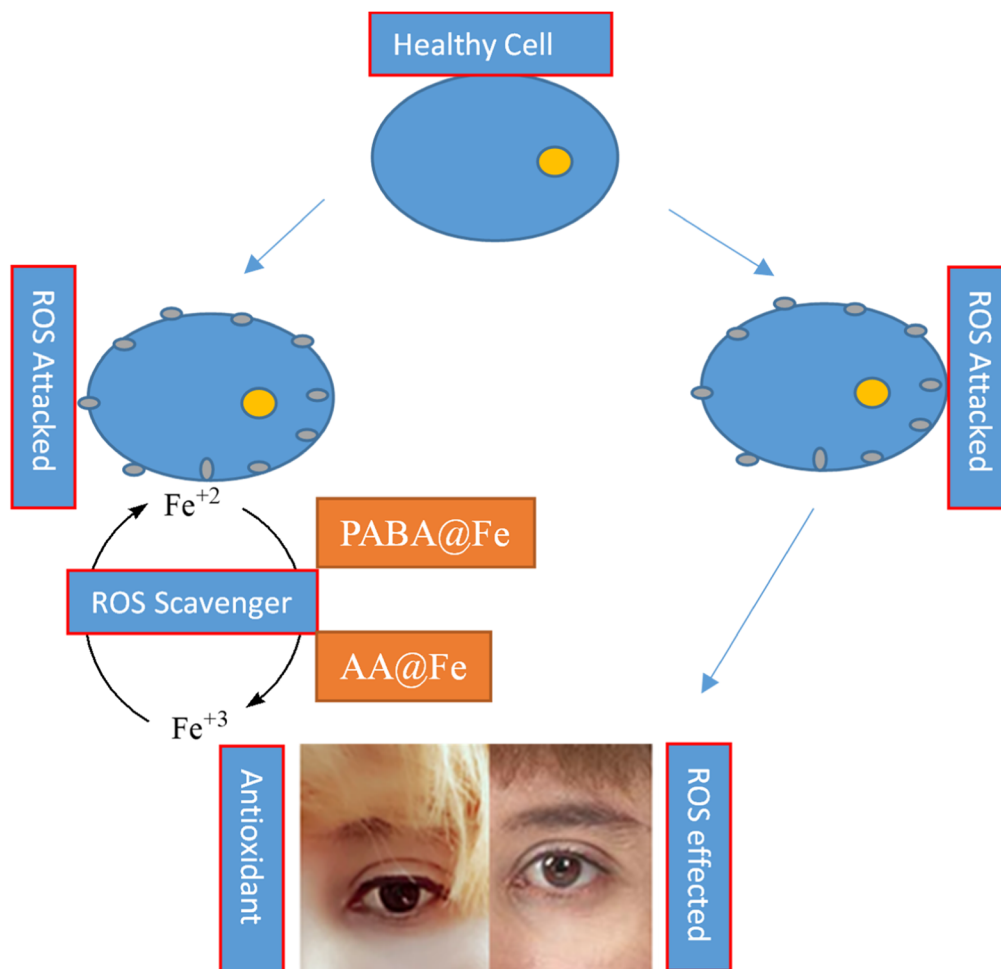 Healthy Cell
ROS Attacked
ROS Attacked
Fe+2
PABA@Fe
ROS Scavenger
AA@Fe
Fe+3
Antioxidant
ROS effected